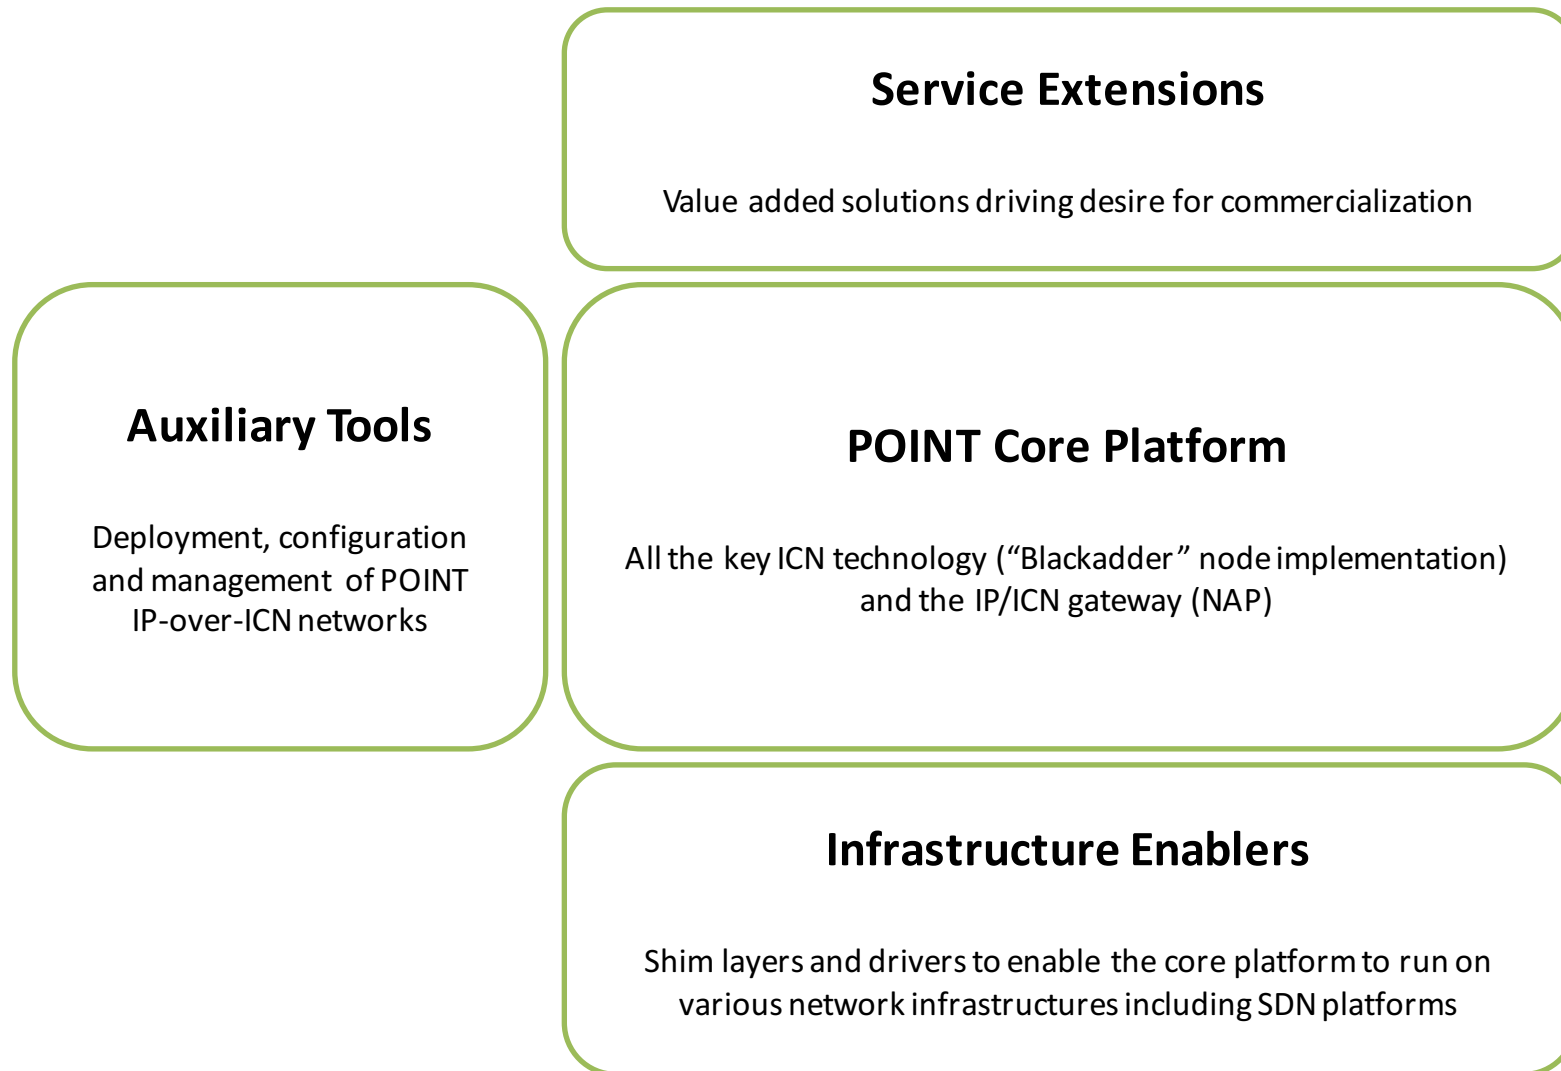 Service Extensions
Value added solutions driving desire for commercialization
Auxiliary Tools
Deployment, configuration
and management of POINT
IP-over-ICN networks
POINT Core Platform
All the key ICN technology (“Blackadder” node implementation)
and the IP/ICN gateway (NAP)
Infrastructure Enablers
Shim layers and drivers to enable the core platform to run on
various network infrastructures including SDN platforms